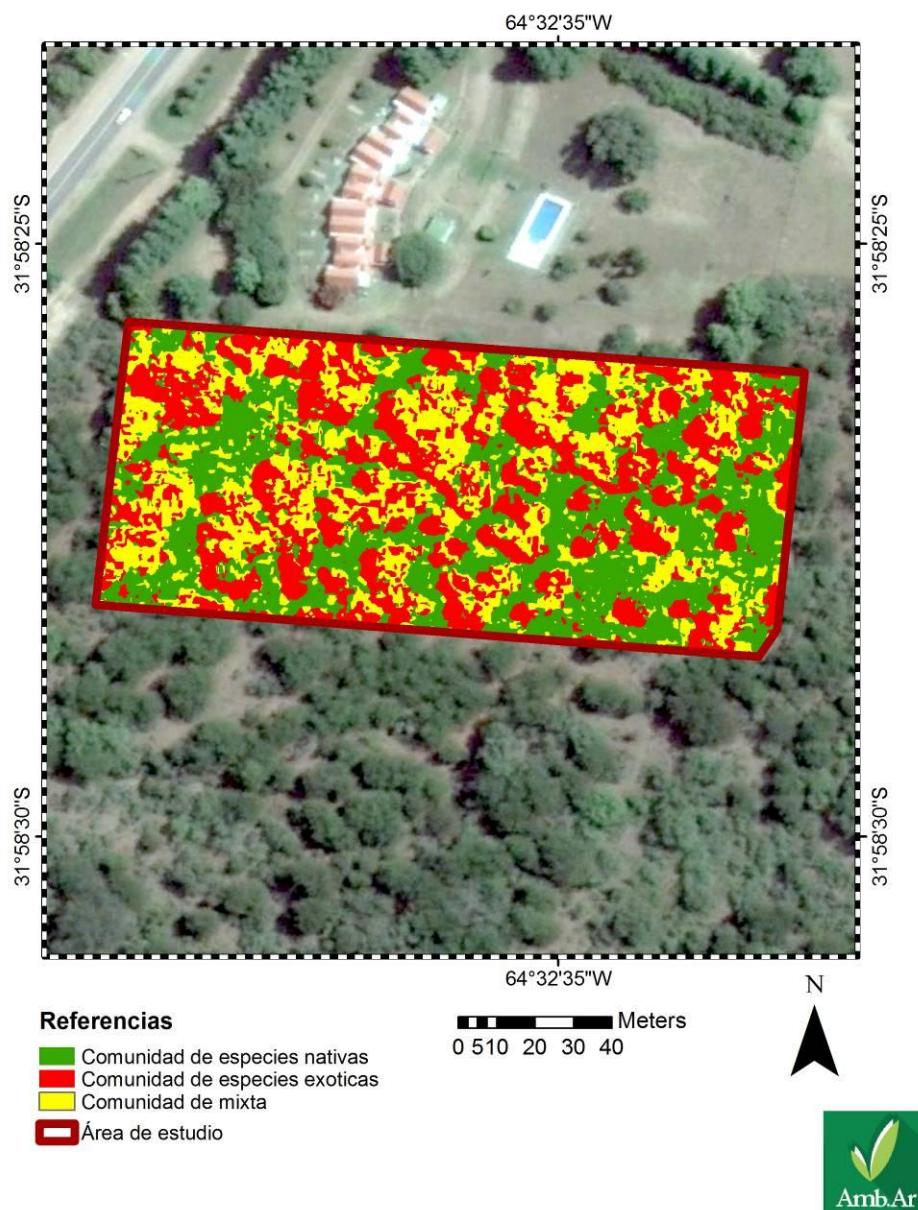 64°32'35"W
31°58'25"S
31°58'25"S
31°58'30"S
31°58'30"S
64°32'35"W
N
Referencias
Comunidad de especies nativas
Comunidad de especies exoticas
Comunidad de mixta
Área de estudio
Meters
0 5 10 20 30 40
Amb.Ar